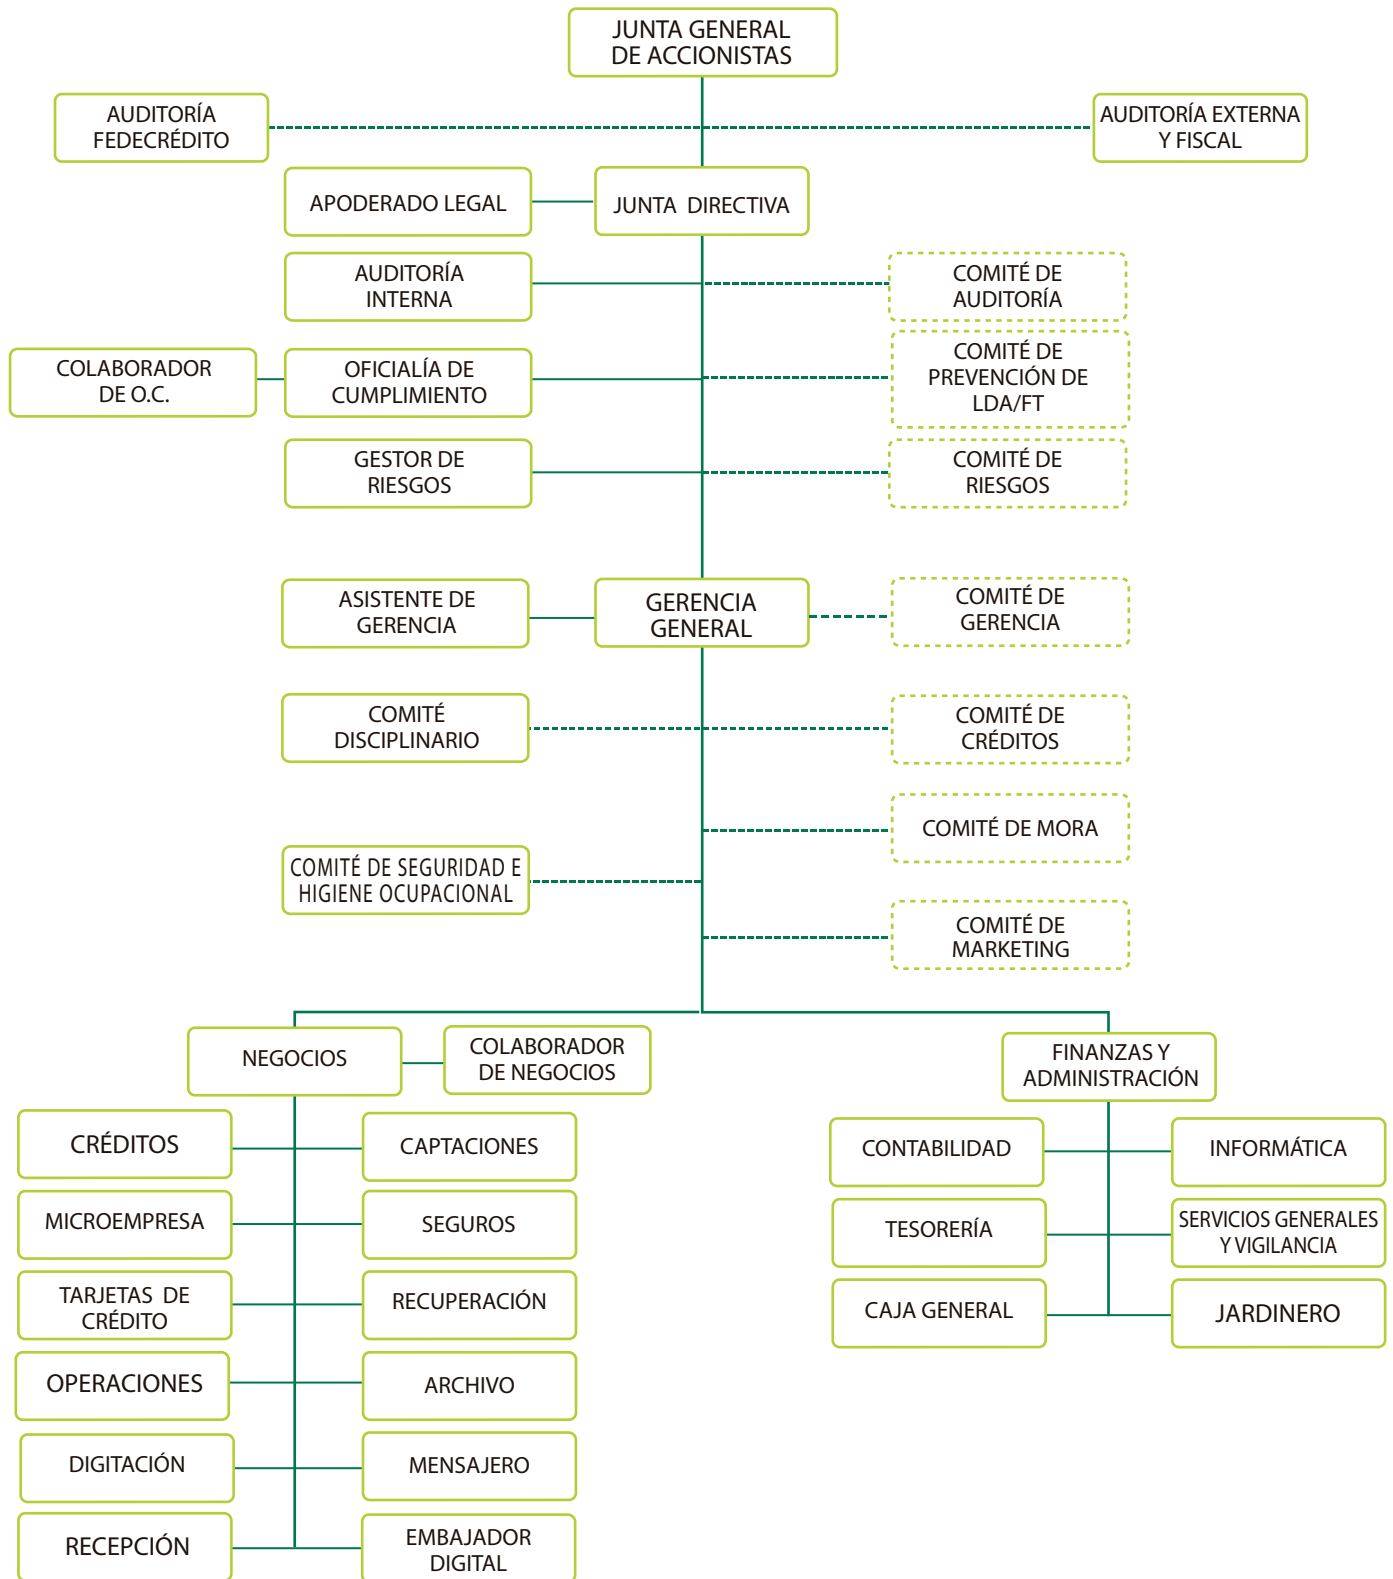 JUNTA GENERAL
DE ACCIONISTAS
AUDITORÍA
FEDECRÉDITO
AUDITORÍA EXTERNA
Y FISCAL
APODERADO LEGAL
JUNTA DIRECTIVA
AUDITORÍA
INTERNA
COMITÉ DE
AUDITORÍA
COLABORADOR
DE O.C.
OFICIALÍA DE
CUMPLIMIENTO
COMITÉ DE
PREVENCIÓN DE
LDA/FT
GESTOR DE
RIESGOS
COMITÉ DE
RIESGOS
ASISTENTE DE
GERENCIA
GERENCIA
GENERAL
COMITÉ DE
GERENCIA
COMITÉ
DISCIPLINARIO
COMITÉ DE
CRÉDITOS
COMITÉ DE MORA
COMITÉ DE SEGURIDAD E
HIGIENE OCUPACIONAL
COMITÉ DE
MARKETING
NEGOCIOS
COLABORADOR
DE NEGOCIOS
FINANZAS Y
ADMINISTRACIÓN
CRÉDITOS
CAPTACIONES
CONTABILIDAD
INFORMÁTICA
MICROEMPRESA
SEGUROS
TESORERÍA
SERVICIOS GENERALES
Y VIGILANCIA
TARJETAS DE
CRÉDITO
RECUPERACIÓN
CAJA GENERAL
JARDINERO
OPERACIONES
ARCHIVO
DIGITACIÓN
MENSAJERO
RECEPCIÓN
EMBAJADOR
DIGITAL